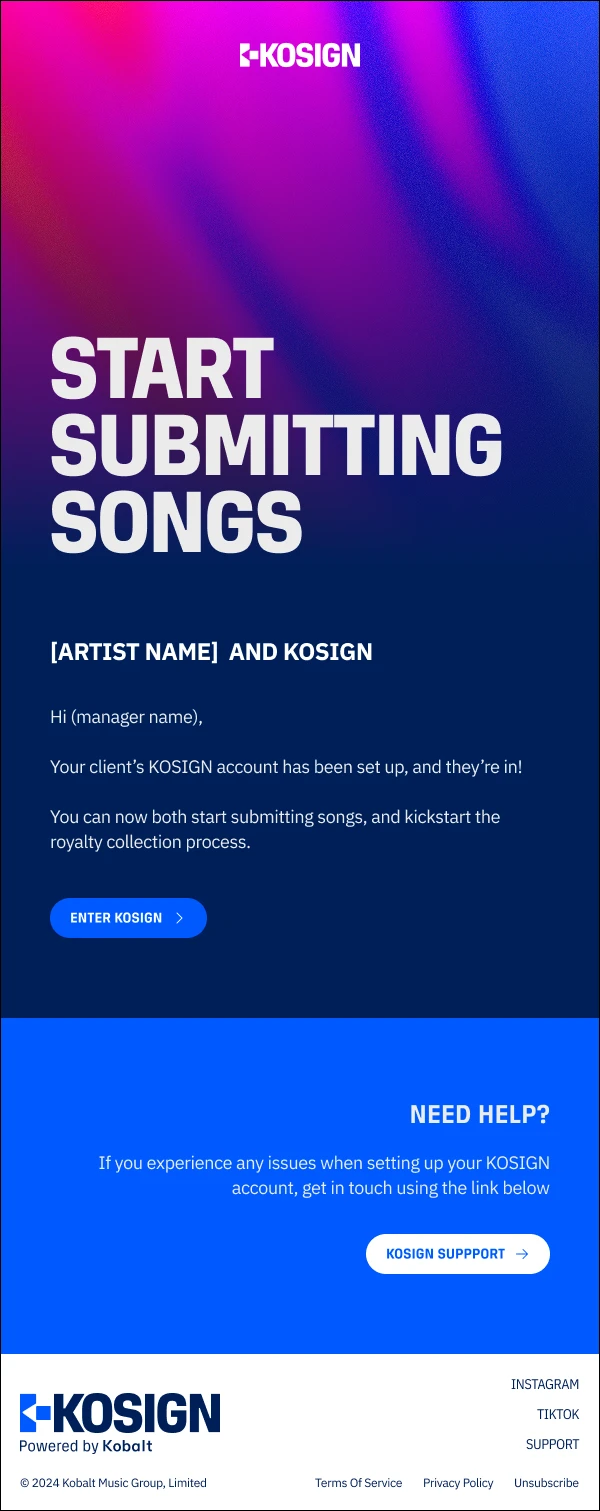 KOSIGN
START
SUBMITTING
SONGS
[ARTIST NAME]  AND KOSIGN
Hi (manager name),
Your client’s KOSIGN account has been set up, and they’re in!
You can now both start submitting songs, and kickstart the
royalty collection process.
ENTER KOSIGN
NEED HELP?
If you experience any issues when setting up your KOSIGN
account, get in touch using the link below
KOSIGN SUPPPORT
INSTAGRAM
TIKTOK
SUPPORT
KOSIGN
Powered by Kobalt
© 2024 Kobalt Music Group, Limited Terms Of Service Privacy Policy Unsubscribe